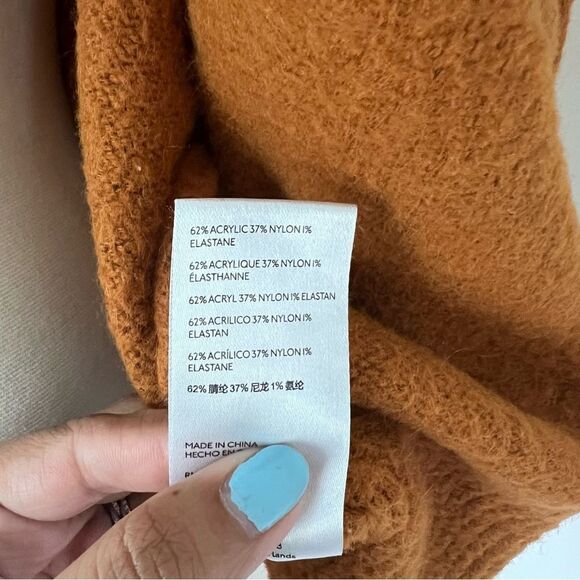 62% ACRYLIC 37% NYLON 1%
ELASTANE
62% ACRYLIQUE 37% NYLON 1%
ÉLASTHANNE
62% ACRYL 37% NYLON 1% ELASTAN
62% ACRILICO 37% NYLON 1%
ELASTAN
62% ACRÍLICO 37% NYLON 1%
ELASTANE
62% 腈纶 37% 尼龙 1% 氨纶
MADE IN CHINA
HECHO EN